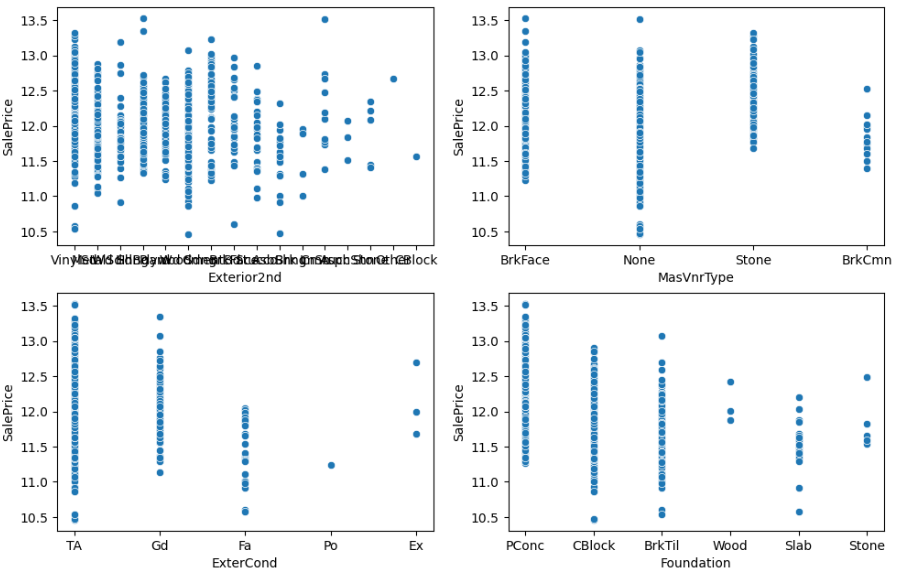 13.5
13.0
12.5
12.0
11.5
11.0
10.5
SalePrice
CBlock
Exterior2nd
13.5
13.0
12.5
12.0
11.5
11.0
10.5
SalePrice
BrkFace None Stone BrkCmn
MasVnrType
13.5
13.0
12.5
12.0
11.5
11.0
10.5
SalePrice
TA Gd Fa Po Ex
ExterCond
13.5
13.0
12.5
12.0
11.5
11.0
10.5
SalePrice
PConc CBlock BrkTil Wood Slab Stone
Foundation